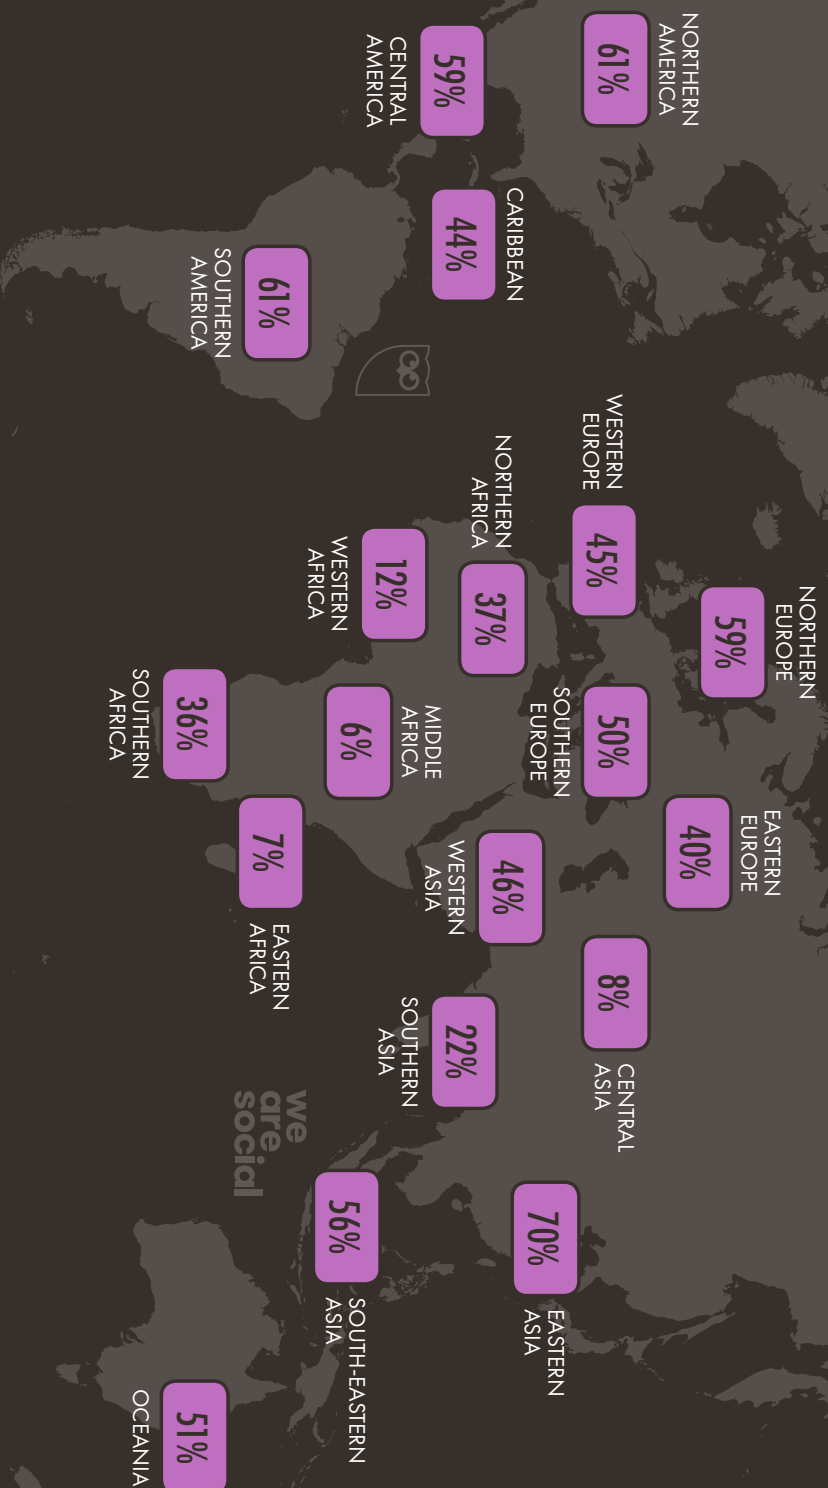 NORTHERN
AMERICA
61%
59%
CENTRAL
AMERICA
CARIBBEAN
44%
61%
SOUTHERN
AMERICA
WESTERN
EUROPE
45%
NORTHERN
EUROPE
59%
NORTHERN
AFRICA
37%
12%
WESTERN
AFRICA
50%
SOUTHERN
EUROPE
EASTERN
EUROPE
40%
MIDDLE
AFRICA
6%
36%
SOUTHERN
AFRICA
7%
EASTERN
AFRICA
46%
WESTERN
ASIA
8%
CENTRAL
ASIA
22%
SOUTHERN
ASIA
we
are
social
70%
EASTERN
ASIA
56%
SOUTH-EASTERN
ASIA
51%
OCEANIA